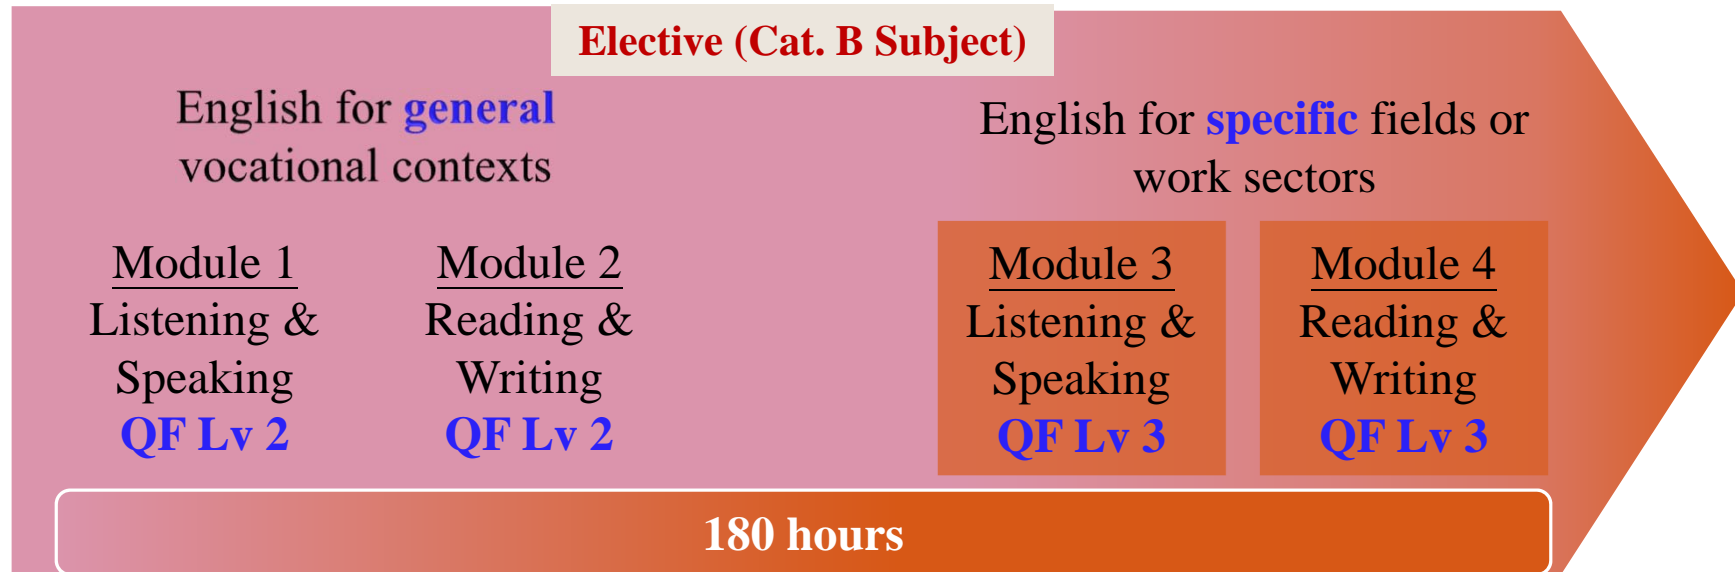 Elective (Cat. B Subject)
English for general
vocational contexts
English for specific fields or
work sectors
Module 1
Listening &
Speaking
QF Lv 2
Module 2
Reading &
Writing
QF Lv 2
Module 3
Listening &
Speaking
QF Lv 3
Module 4
Reading &
Writing
QF Lv 3
180 hours